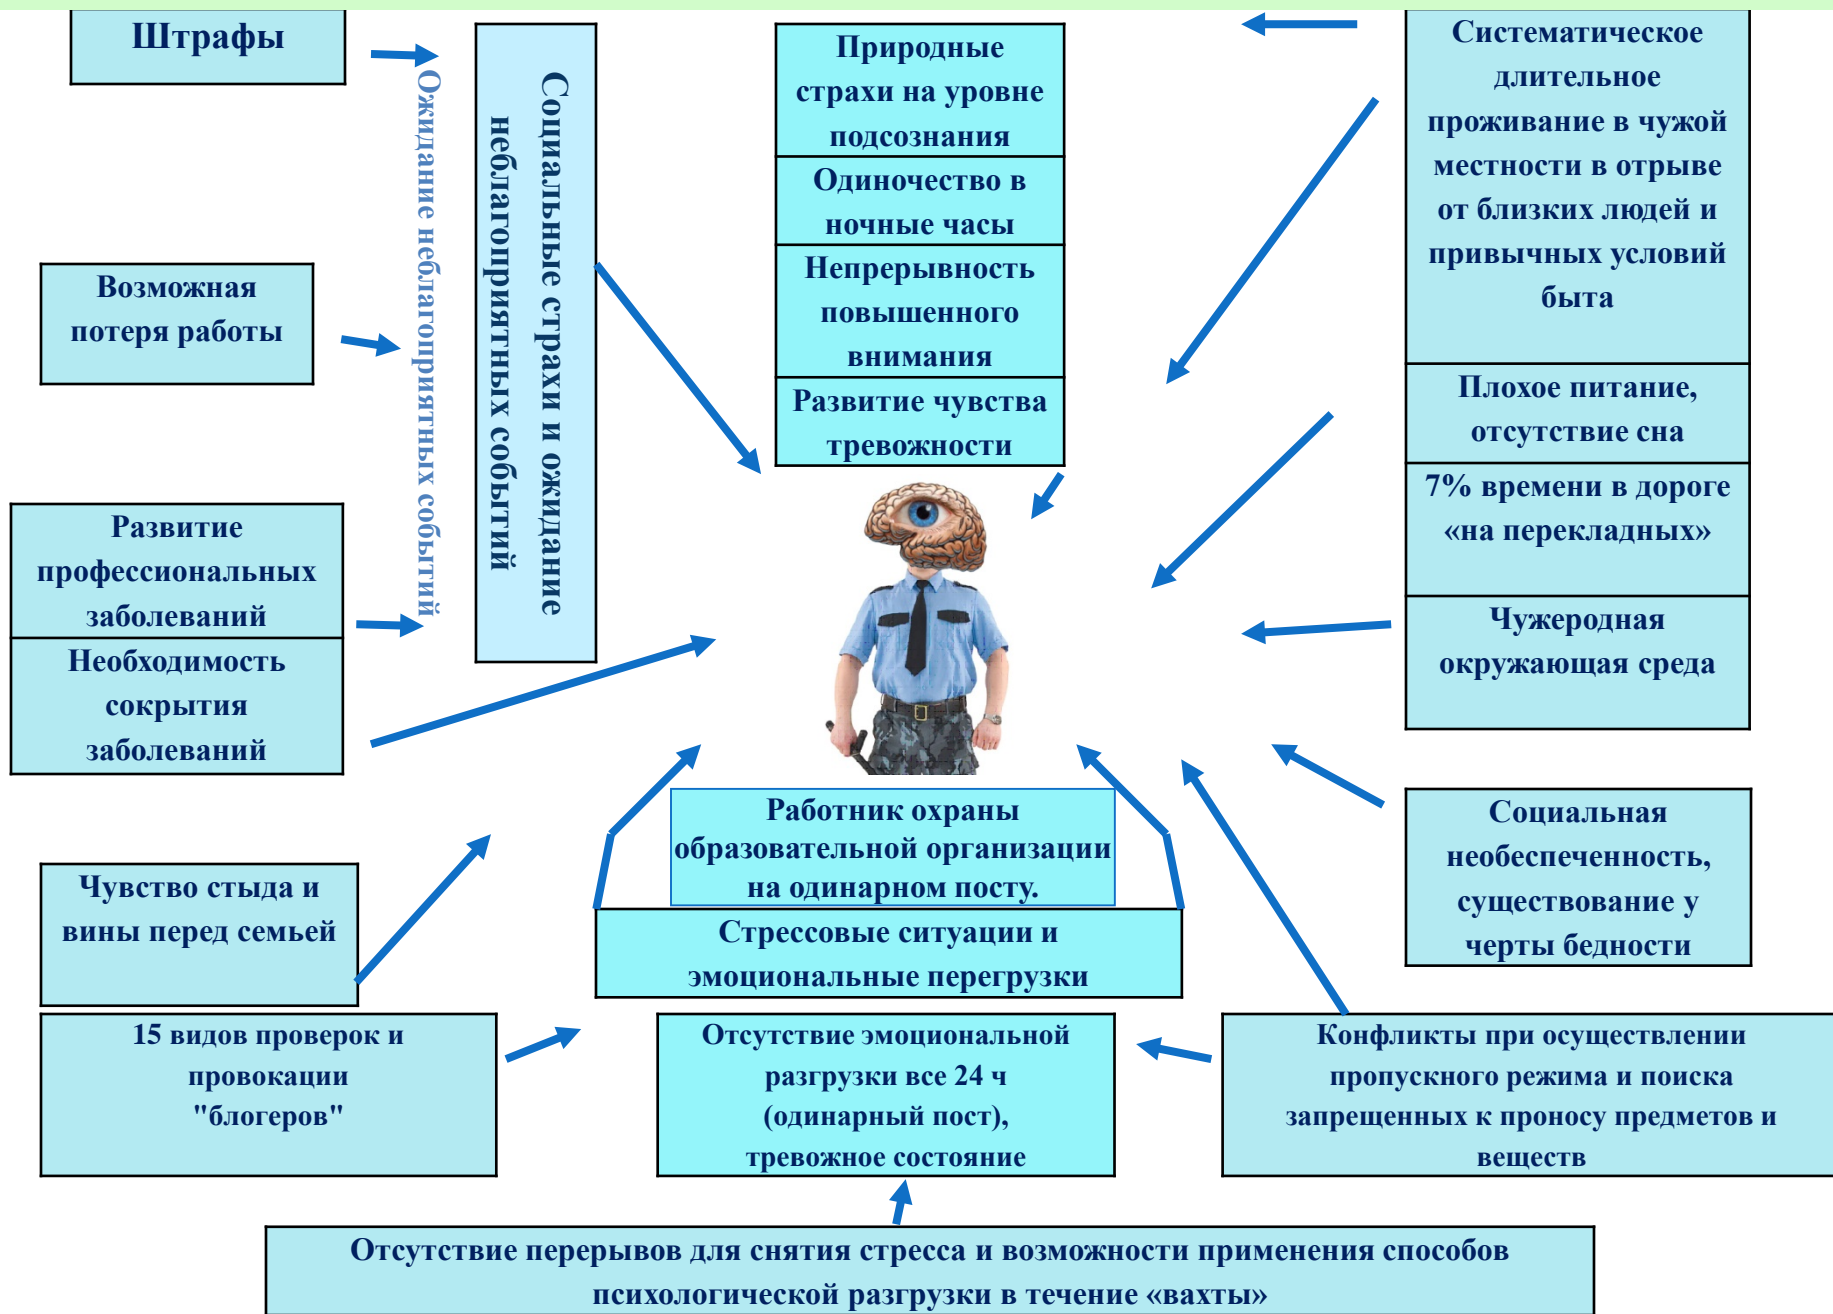 Штрафы
Возможная
потеря работы
Развитие
профессиональных
заболеваний
Необходимость
сокрытия
заболеваний
Ожидание неблагоприятных событий
Социальные страхи и ожидание
неблагоприятных событий
Природные
страхи на уровне
подсознания
Одиночество в
ночные часы
Непрерывность
повышенного
внимания
Развитие чувства
тревожности
Систематическое
длительное
проживание в чужой
местности в отрыве
от близких людей и
привычных условий
быта
Плохое питание,
отсутствие сна
7% времени в дороге
«на перекладных»
Чужеродная
окружающая среда
Работник охраны
образовательной организации
на одинарном посту.
Стрессовые ситуации и
эмоциональные перегрузки
Социальная
необеспеченность,
существование у
черты бедности
Чувство стыда и
вины перед семьей
15 видов проверок и
провокации
"блогеров"
Отсутствие эмоциональной
разгрузки все 24 ч
(одинарный пост),
тревожное состояние
Конфликты при осуществлении
пропускного режима и поиска
запрещенных к проносу предметов и
веществ
Отсутствие перерывов для снятия стресса и возможности применения способов
психологической разгрузки в течение «вахты»